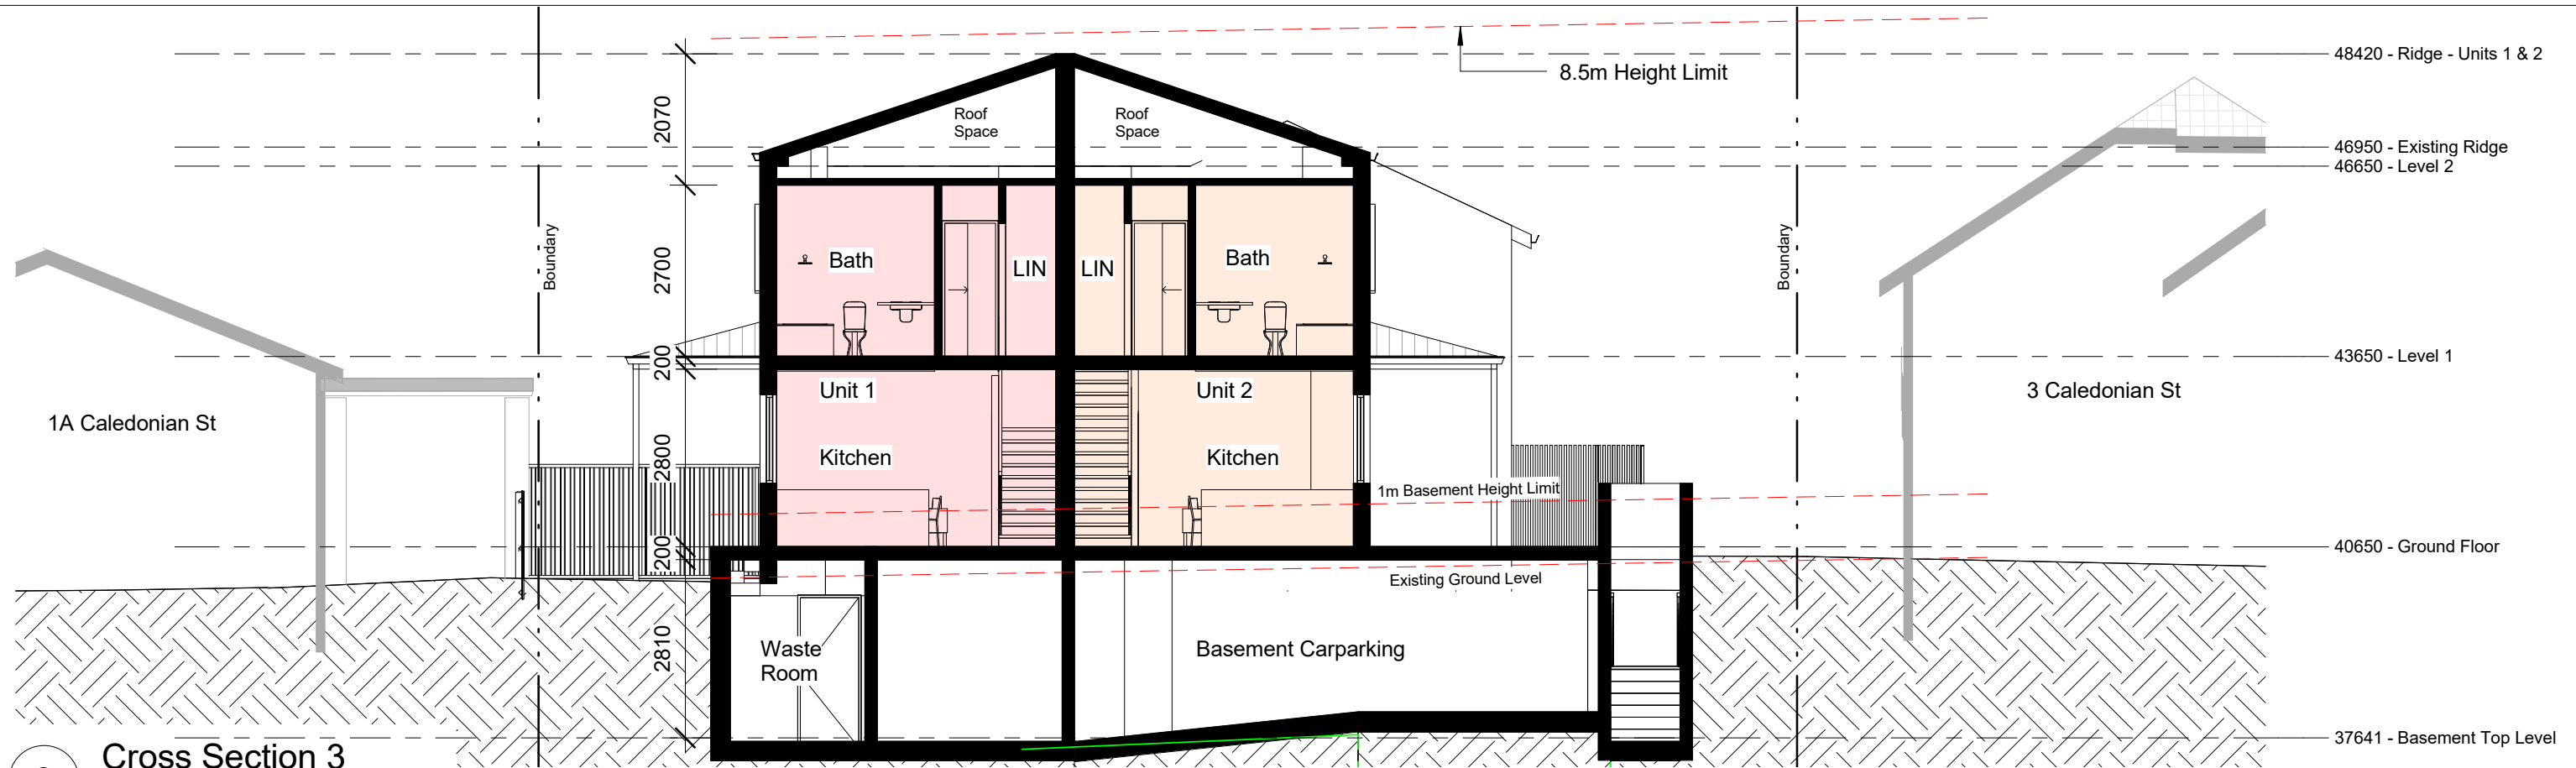 48420 - Ridge - Units 1 & 2
8.5m Height Limit
2070
Roof
Space
Roof
Space
46950 - Existing Ridge
46650 - Level 2
Boundary
Boundary
2700
Bath
LIN
LIN
Bath
200
43650 - Level 1
Unit 1
Unit 2
1A Caledonian St
3 Caledonian St
2800
Kitchen
Kitchen
1m Basement Height Limit
200
40650 - Ground Floor
Existing Ground Level
2810
Waste
Room
Basement Carparking
37641 - Basement Top Level
Cross Section 3